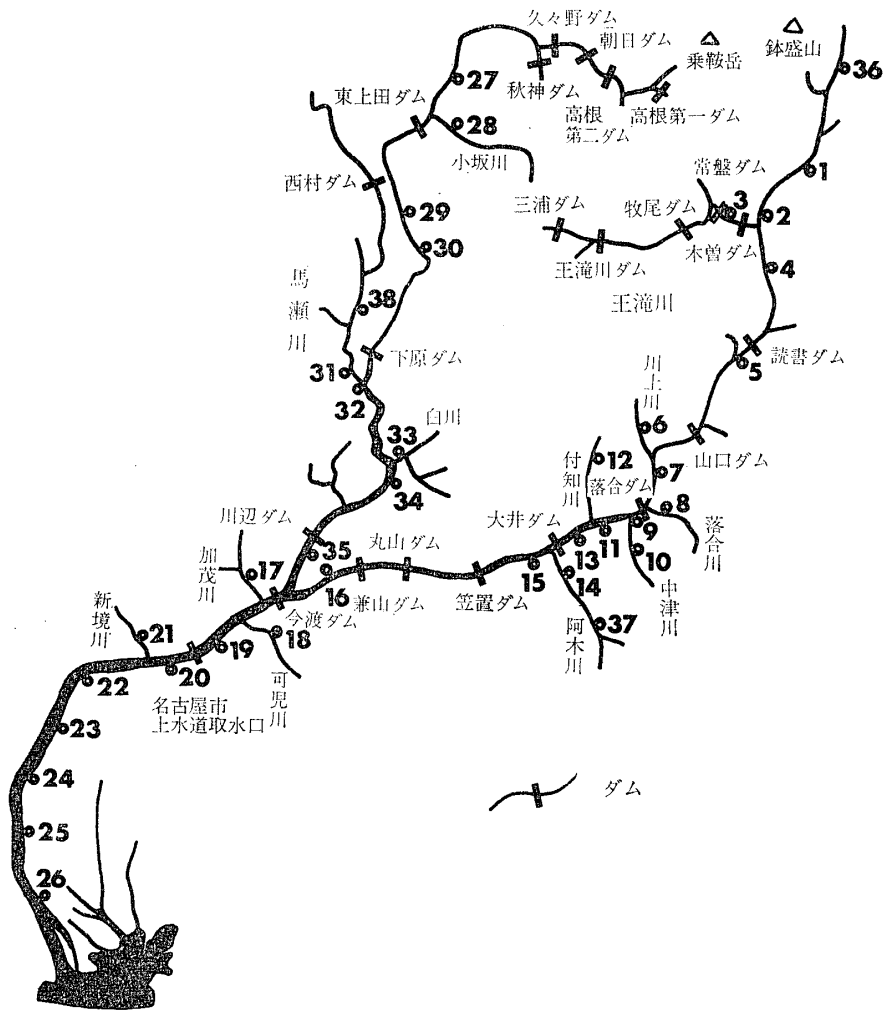 久々野ダム
朝日ダム
乗鞍岳
鉢盛山
36
27
秋神ダム
高根
第二ダム
高根第一ダム
東上田ダム
28
小坂川
1
常盤ダム
西村ダム
三浦ダム
牧尾ダム
3
2
29
30
王滝川ダム
木曽ダム
4
王滝川
馬瀬川
38
下原ダム
読書ダム
5
31
32
川上川
6
臼川
33
付知川
12
山口ダム
7
34
落合ダム
8
川辺ダム
大井ダム
9
落合川
加茂川
35
丸山ダム
13
11
10
17
16
兼山ダム
笠置ダム
15
14
中津川
新境川
21
今渡ダム
18
阿木川
37
19
20
可児川
22
名古屋市
上水道取水口
23
24
ダム
25
26